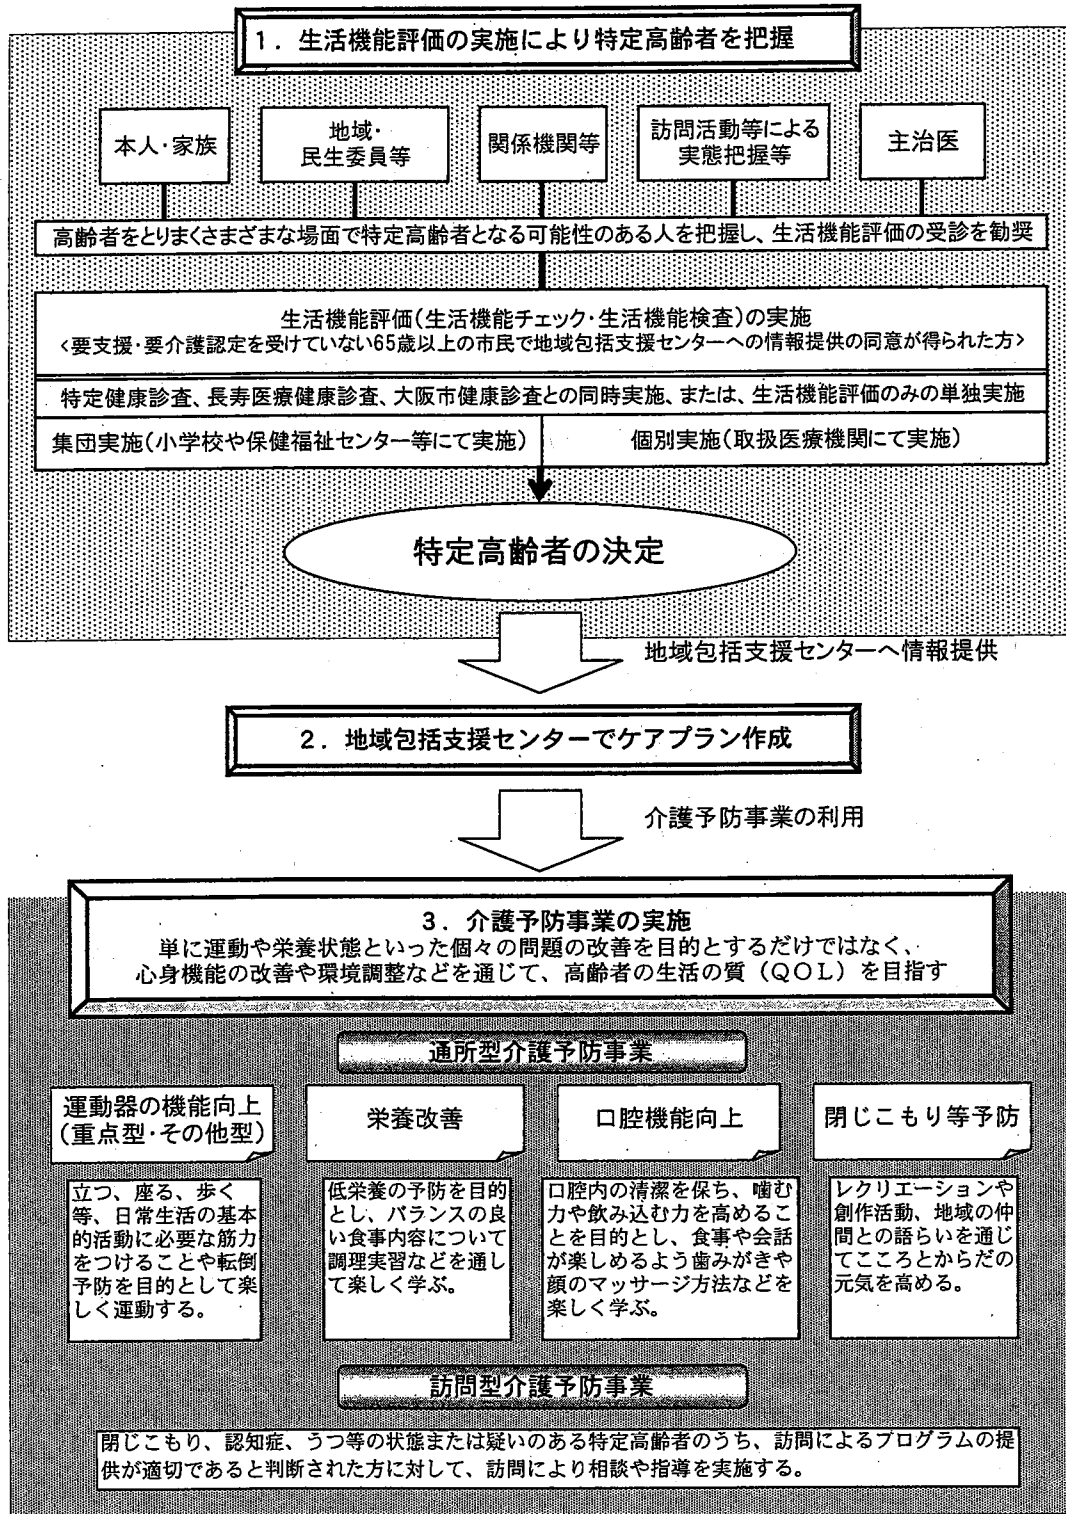 1．生活機能評価の実施により特定高齢者を把握
本人・家族
地域・
民生委員等
関係機関等
訪問活動等による
実態把握等
主治医
高齢者をとりまくさまざまな場面で特定高齢者となる可能性のある人を把握し、生活機能評価の受診を勧奨
生活機能評価(生活機能チェック・生活機能検査)の実施
<要支援・要介護認定を受けていない65歳以上の市民で地域包括支援センターへの情報提供の同意が得られた方>
特定健康診査、長寿医療健康診査、大阪市健康診査との同時実施、または、生活機能評価のみの単独実施
集団実施(小学校や保健福祉センター等にて実施)
個別実施(取扱医療機関にて実施)
特定高齢者の決定
地域包括支援センターへ情報提供
2．地域包括支援センターでケアプラン作成
介護予防事業の利用
3．介護予防事業の実施
単に運動や栄養状態といった個々の問題の改善を目的とするだけではなく、
心身機能の改善や環境調整などを通じて、高齢者の生活の質（QOL）を目指す
通所型介護予防事業
運動器の機能向上
(重点型・その他型)
立つ、座る、歩く
等、日常生活の基本
的活動に必要な筋力
をつけることや転倒
予防を目的として楽
しく運動する。
栄養改善
低栄養の予防を目的
とし、バランスの良
い食事内容について
調理実習などを通し
て楽しく学ぶ。
口腔機能向上
口腔内の清潔を保ち、噛む
力や飲み込む力を高めるこ
とを目的とし、食事や会話
が楽しめるよう歯みがきや
顔のマッサージ方法などを
楽しく学ぶ。
閉じこもり等予防
レクリエーションや
創作活動、地域の仲
間との語らいを通じ
てこころとからだの
元気を高める。
訪問型介護予防事業
閉じこもり、認知症、うつ等の状態または疑いのある特定高齢者のうち、訪問によるプログラムの提
供が適切であると判断された方に対して、訪問により相談や指導を実施する。